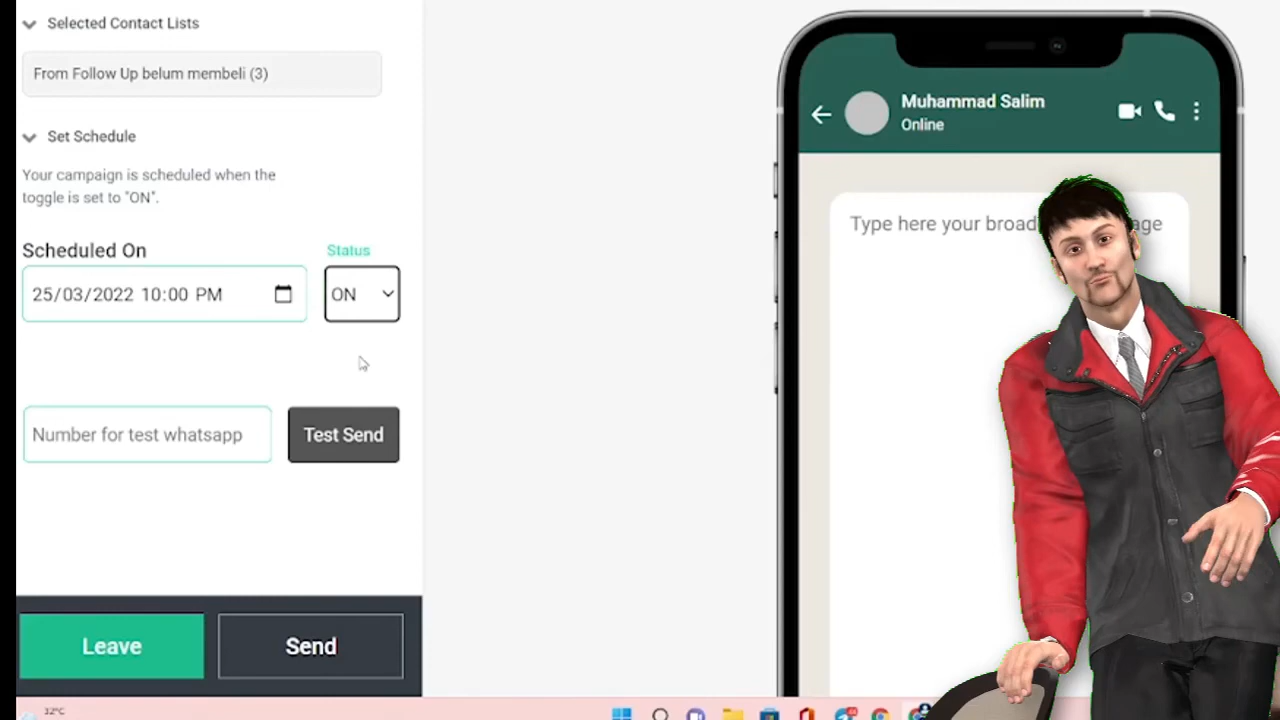 Selected Contact Lists
From Follow Up belum membeli (3)
Set Schedule
Your campaign is scheduled when the
toggle is set to "ON".
Scheduled On
Status
25/03/2022 10:00 PM
ON
Number for test whatsapp
Test Send
Leave
Send
Muhammad Salim
Online
Type here your